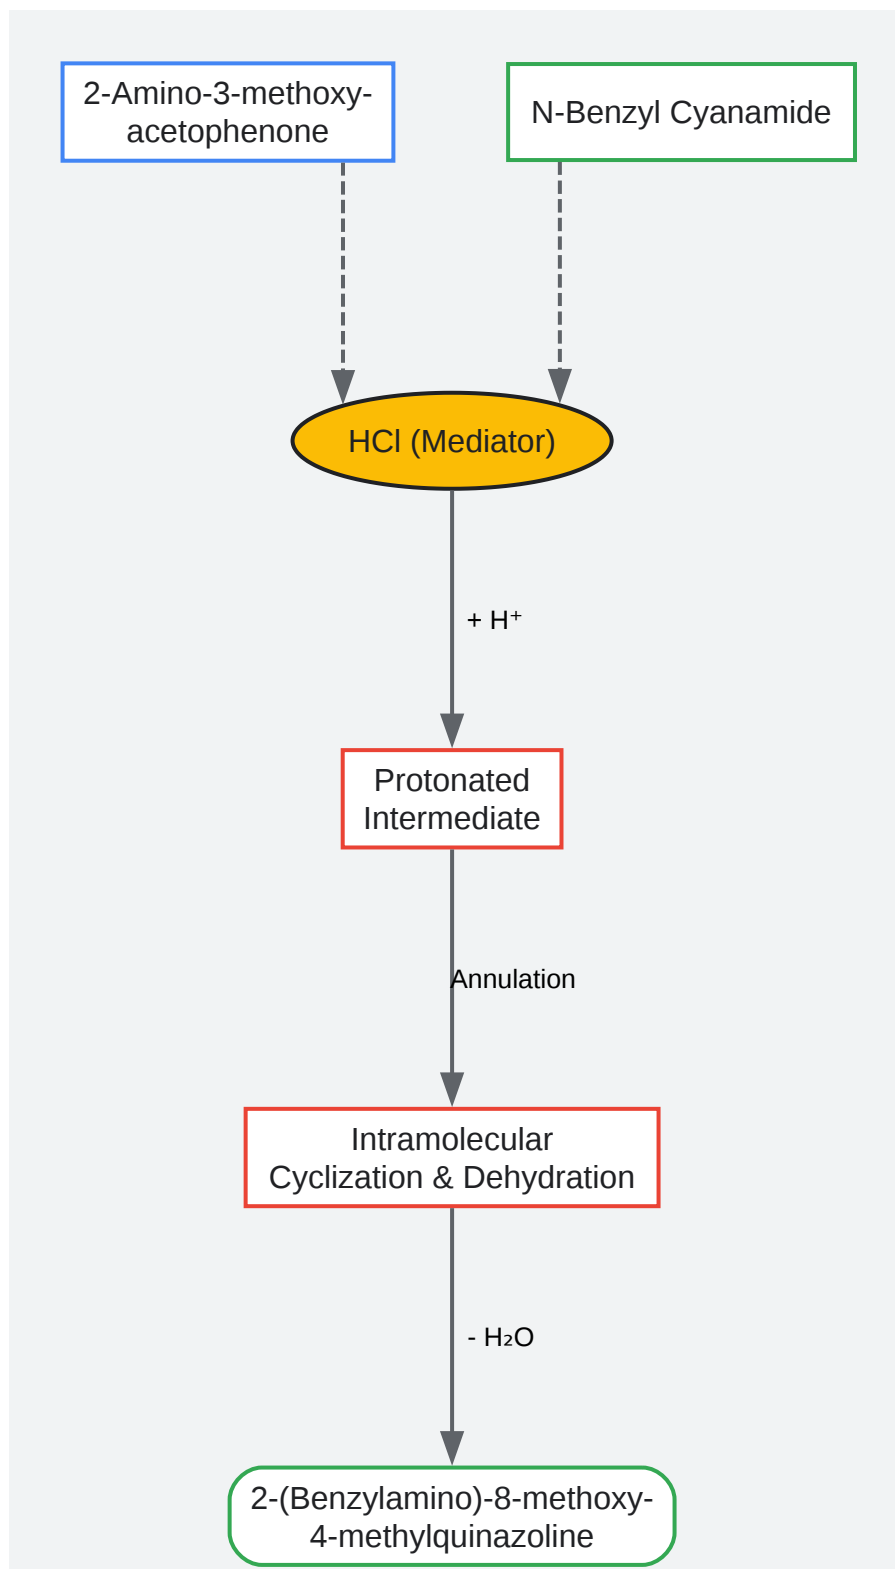 2-Amino-3-methoxy-
acetophenone
N-Benzyl Cyanamide
HCl (Mediator)
+ H⁺
Protonated
Intermediate
Annulation
Intramolecular
Cyclization & Dehydration
- H₂O
2-(Benzylamino)-8-methoxy-
4-methylquinazoline